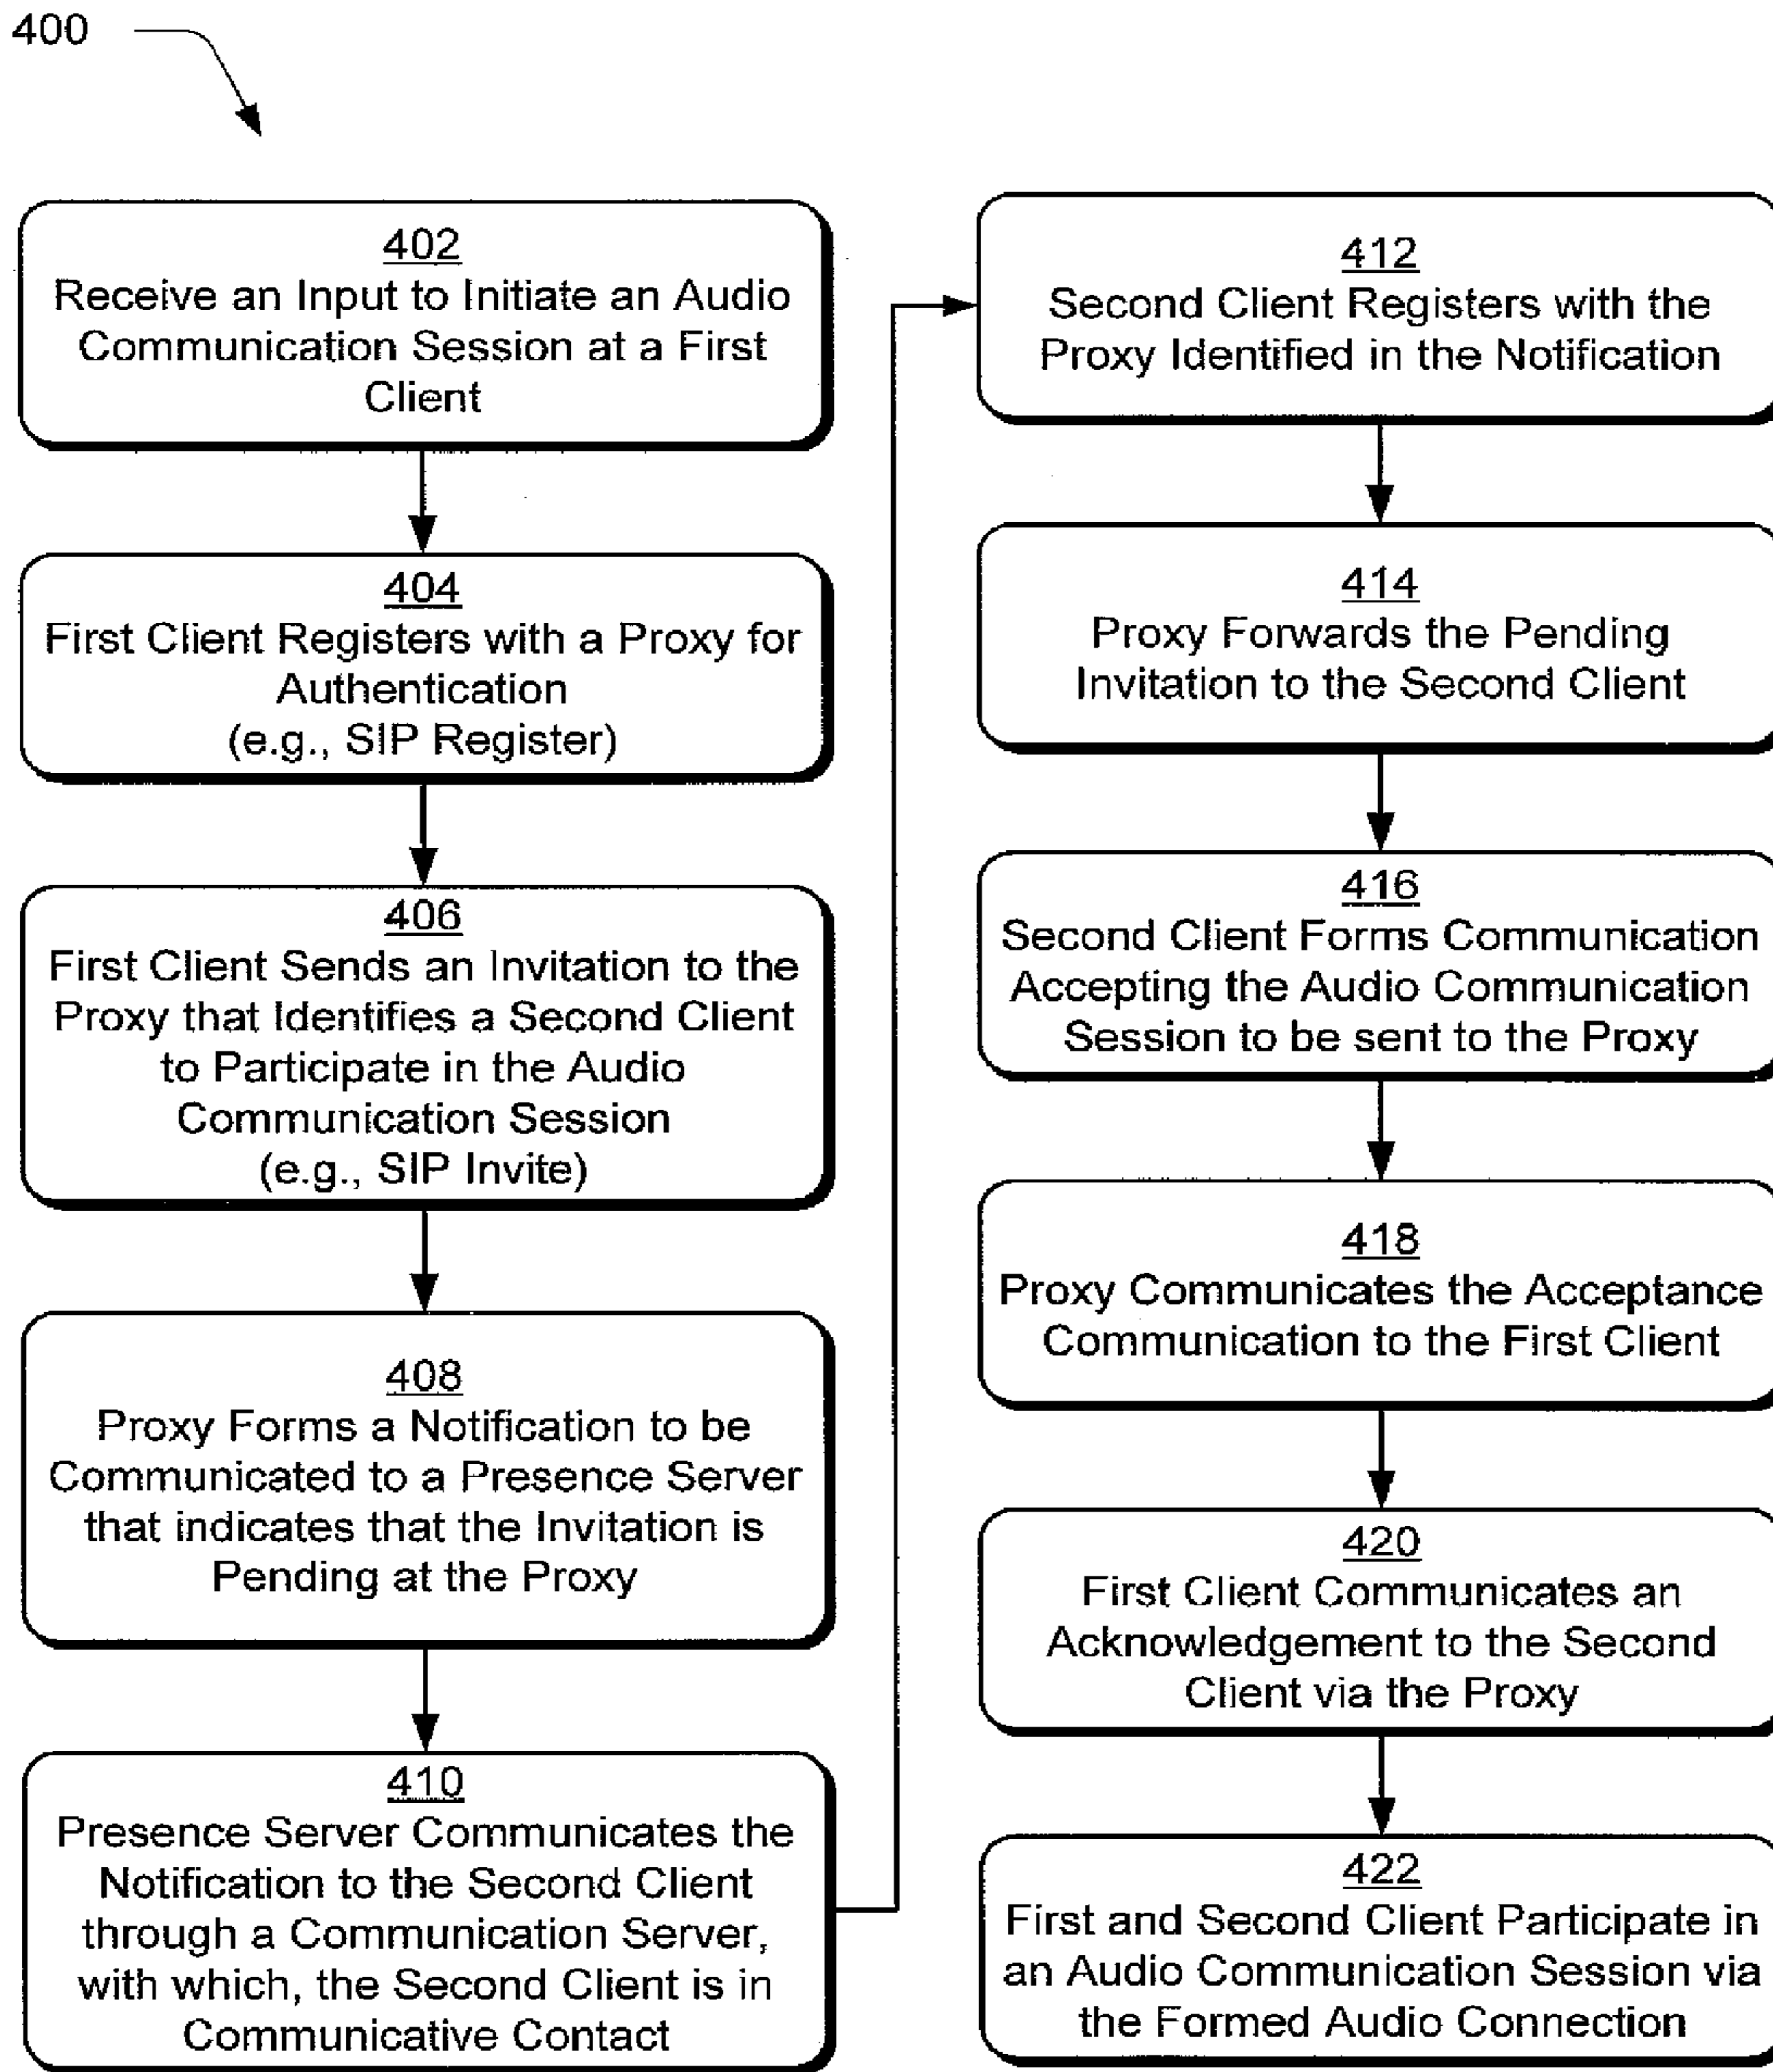 400
402
Receive an Input to Initiate an Audio
Communication Session at a First
Client
404
First Client Registers with a Proxy for
Authentication
(e.g., SIP Register)
406
First Client Sends an Invitation to the
Proxy that Identifies a Second Client
to Participate in the Audio
Communication Session
(e.g., SIP Invite)
408
Proxy Forms a Notification to be
Communicated to a Presence Server
that indicates that the Invitation is
Pending at the Proxy
410
Presence Server Communicates the
Notification to the Second Client
through a Communication Server,
with which, the Second Client is in
Communicative Contact
412
Second Client Registers with the
Proxy Identified in the Notification
414
Proxy Forwards the Pending
Invitation to the Second Client
416
Second Client Forms Communication
Accepting the Audio Communication
Session to be sent to the Proxy
418
Proxy Communicates the Acceptance
Communication to the First Client
420
First Client Communicates an
Acknowledgement to the Second
Client via the Proxy
422
First and Second Client Participate in
an Audio Communication Session via
the Formed Audio Connection